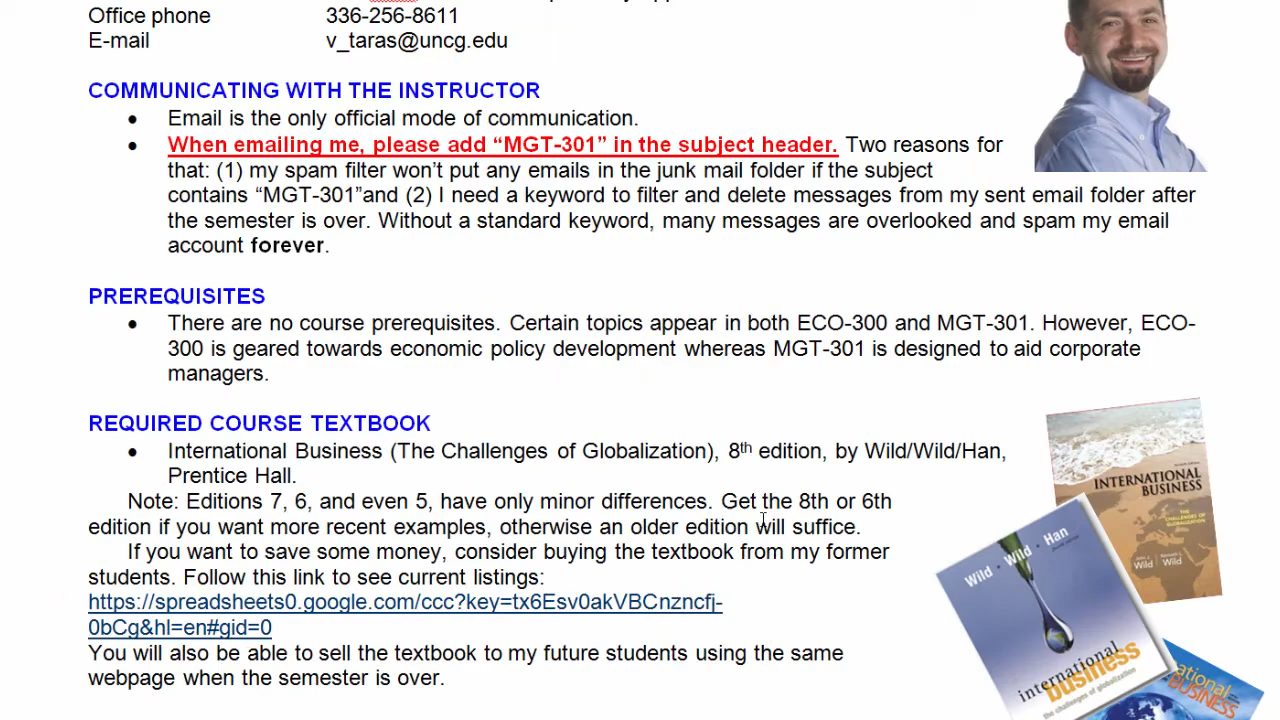 Office phone 336-256-8611
E-mail v_taras@uncg.edu
COMMUNICATING WITH THE INSTRUCTOR
• Email is the only official mode of communication.
• When emailing me, please add “MGT-301” in the subject header. Two reasons for
that: (1) my spam filter won’t put any emails in the junk mail folder if the subject
contains “MGT-301”and (2) I need a keyword to filter and delete messages from my sent email folder after
the semester is over. Without a standard keyword, many messages are overlooked and spam my email
account forever.
PREREQUISITES
• There are no course prerequisites. Certain topics appear in both ECO-300 and MGT-301. However, ECO-
300 is geared towards economic policy development whereas MGT-301 is designed to aid corporate
managers.
REQUIRED COURSE TEXTBOOK
• International Business (The Challenges of Globalization), 8th edition, by Wild/Wild/Han,
Prentice Hall.
Note: Editions 7, 6, and even 5, have only minor differences. Get the 8th or 6th
edition if you want more recent examples, otherwise an older edition will suffice.
If you want to save some money, consider buying the textbook from my former
students. Follow this link to see current listings:
https://spreadsheets0.google.com/ccc?key=tx6Esv0akVBCnzncfj-
0bCg&hl=en#gid=0
You will also be able to sell the textbook to my future students using the same
webpage when the semester is over.
INTERNATIONAL
BUSINESS
THE CHALLENGES OF
GLOBALIZATION
Wild Wild
Wild • Wild • Han
international
business
the challenges of globalization
national
BUSINESS